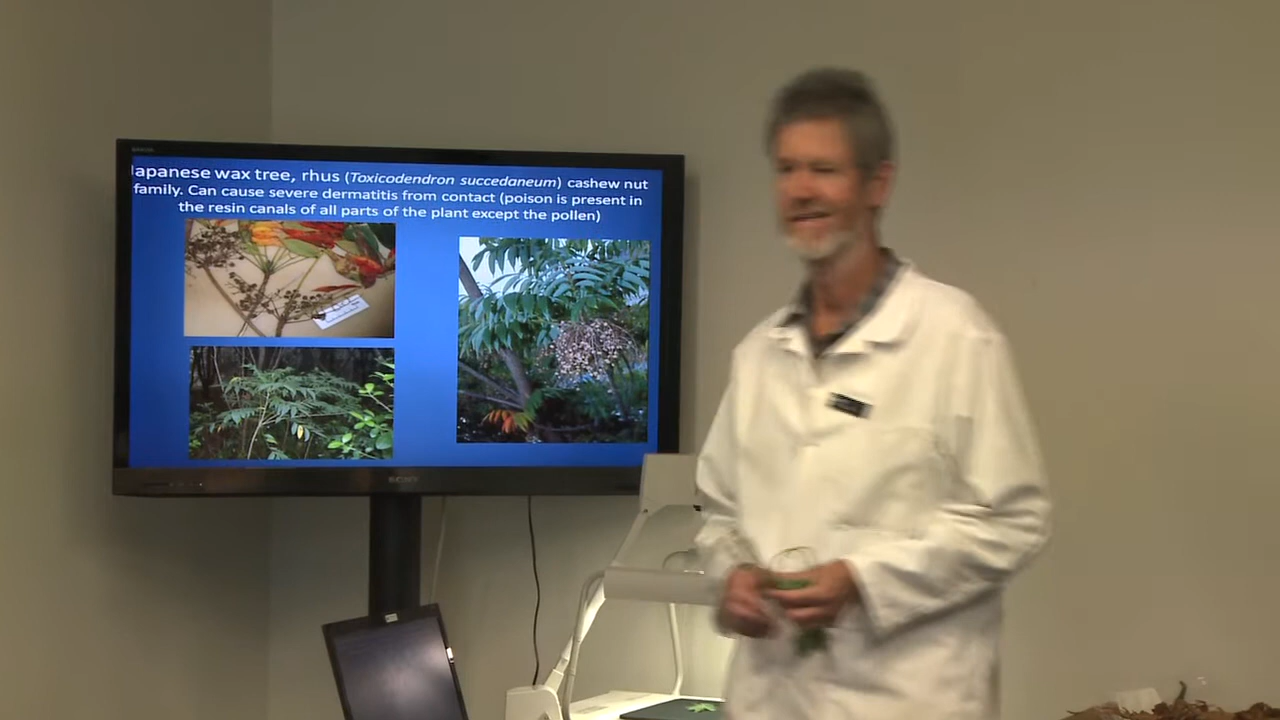 apanese wax tree, rhus (Toxicodendron succedaneum) cashew nut
family. Can cause severe dermatitis from contact (poison is present in
the resin canals of all parts of the plant except the pollen)
SONY